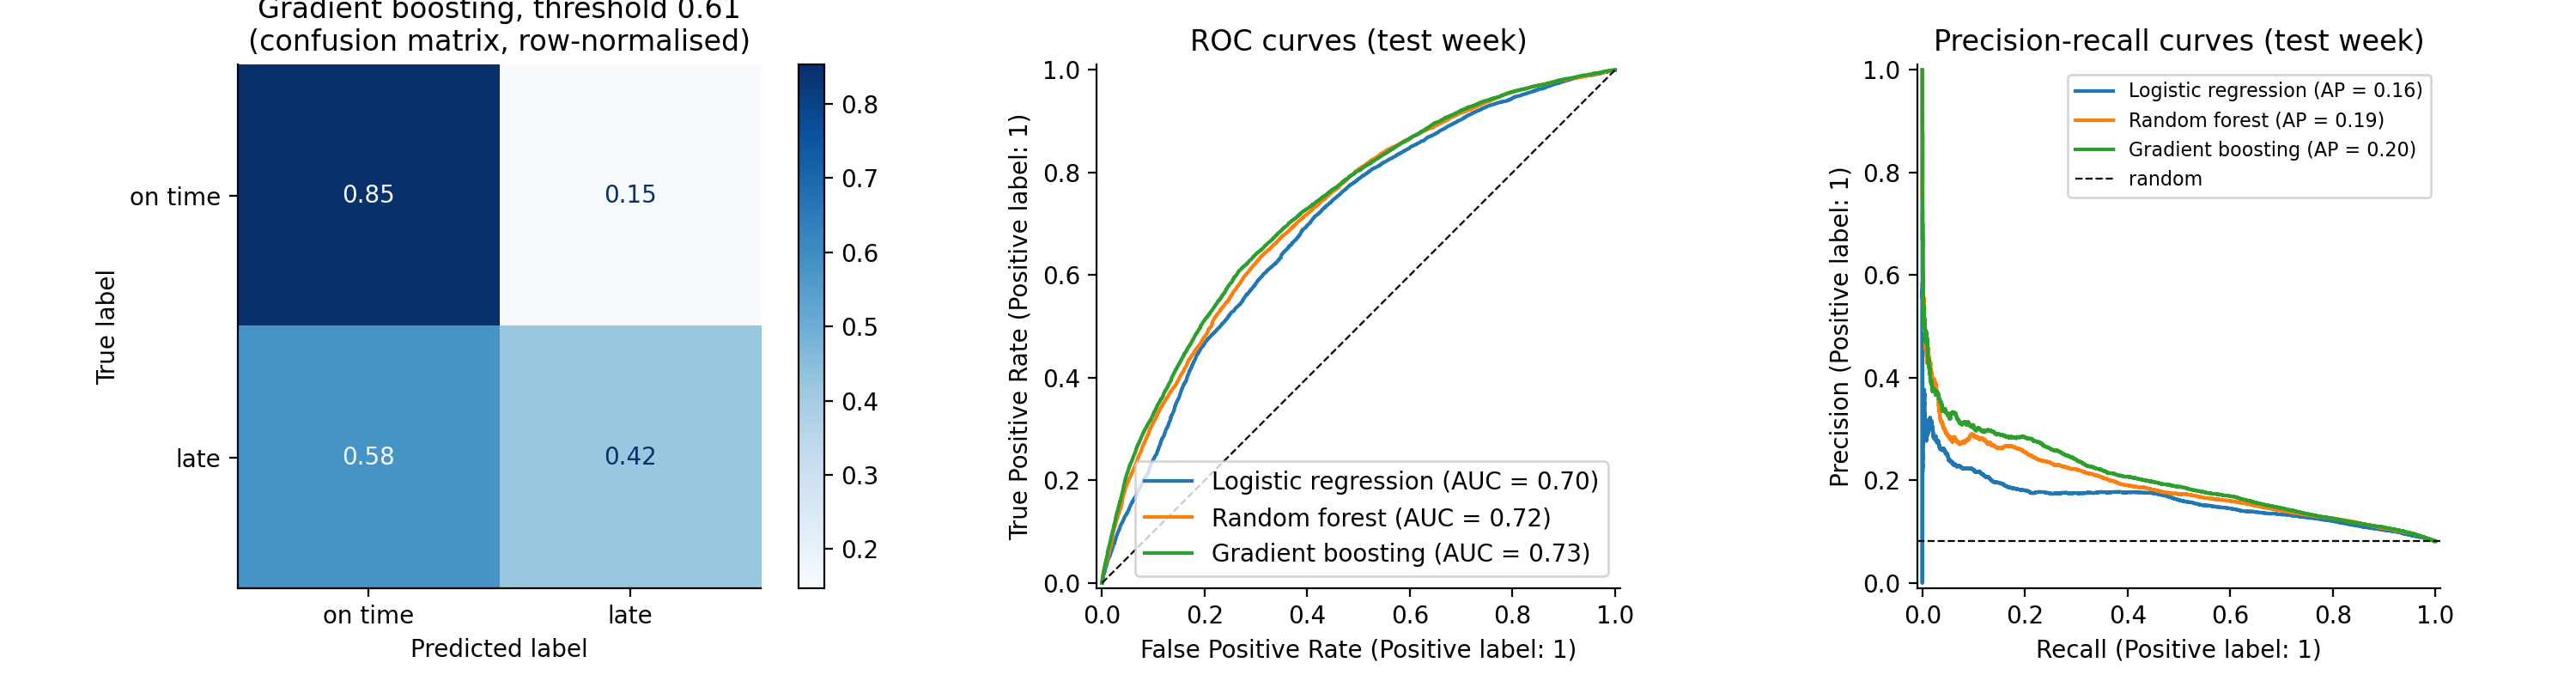 Gradient boosting, threshold 0.61
(confusion matrix, row-normalised)
True label
on time
late
0.85
0.15
0.58
0.42
on time
late
Predicted label
0.8
0.7
0.6
0.5
0.4
0.3
0.2
ROC curves (test week)
True Positive Rate (Positive label: 1)
1.0
0.8
0.6
0.4
0.2
0.0
Logistic regression (AUC = 0.70)
Random forest (AUC = 0.72)
Gradient boosting (AUC = 0.73)
0.0 0.2 0.4 0.6 0.8 1.0
False Positive Rate (Positive label: 1)
Precision-recall curves (test week)
Precision (Positive label: 1)
1.0
0.8
0.6
0.4
0.2
0.0
Logistic regression (AP = 0.16)
Random forest (AP = 0.19)
Gradient boosting (AP = 0.20)
random
0.0 0.2 0.4 0.6 0.8 1.0
Recall (Positive label: 1)